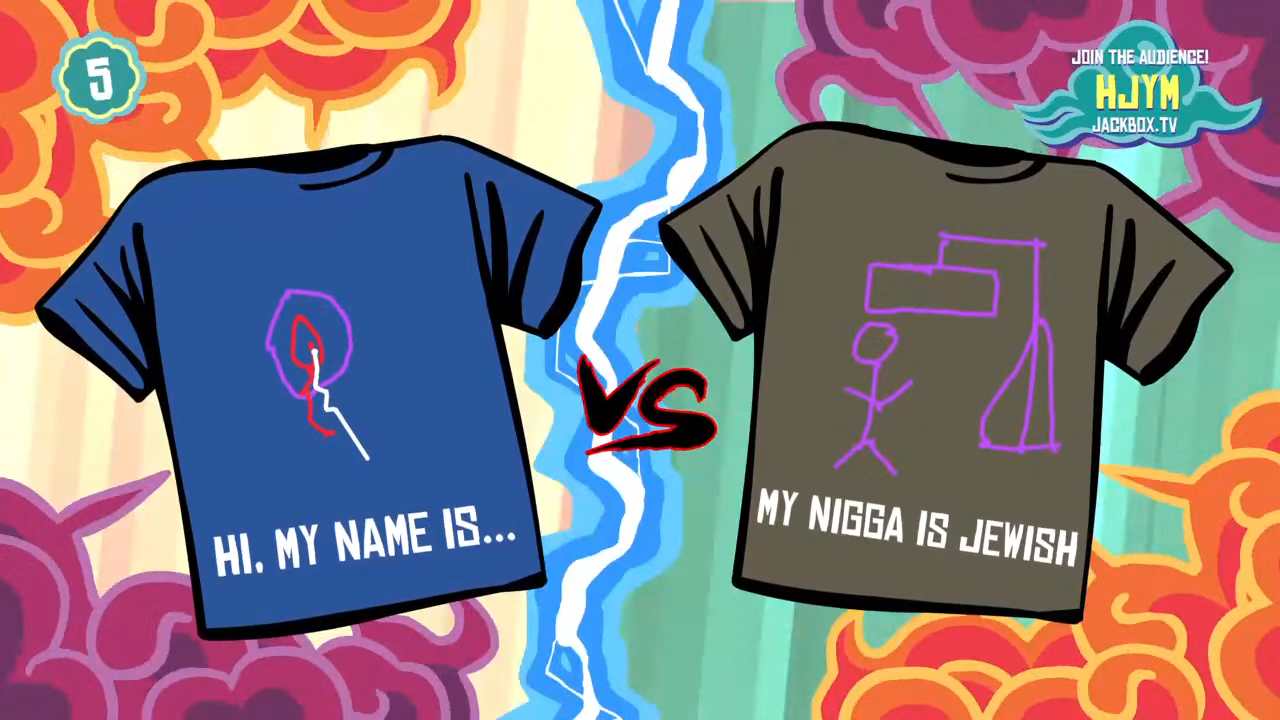 5
JOIN THE AUDIENCE!
HJYM
JACKBOX.TV
VS
HI, MY NAME IS...
MY NIGGA IS JEWISH